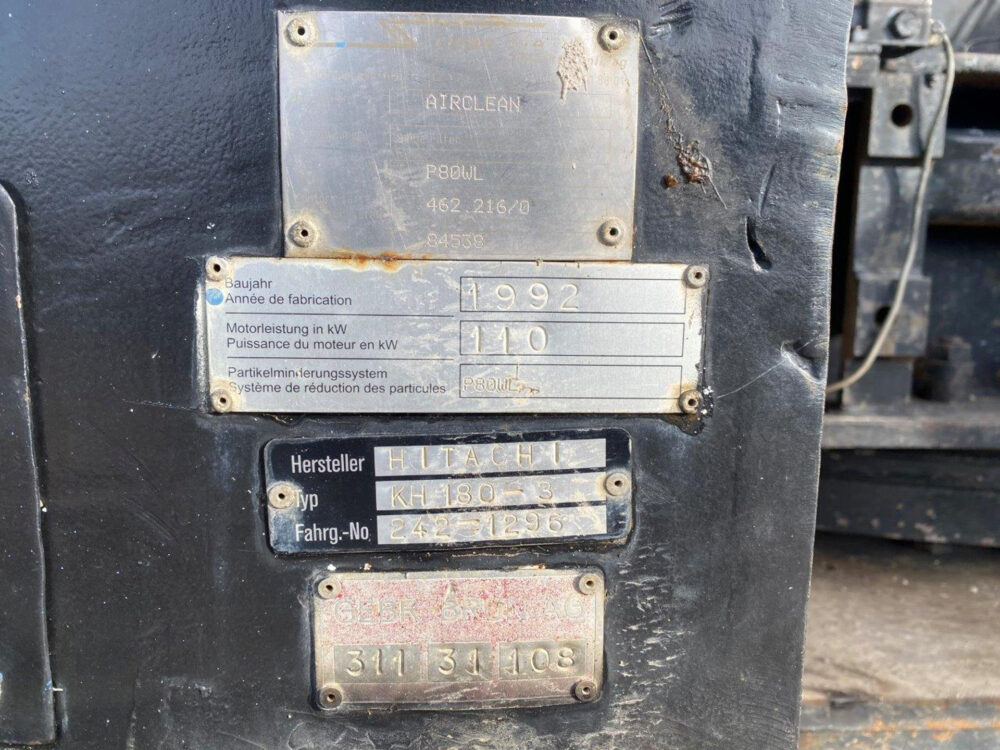 AIRCLEAN
P80WL
462.216/0
84538
Baujahr
Année de fabrication
1992
Motorleistung in kW
Puissance du moteur en kW
110
Partikelminderungssystem
Système de réduction des particules
P80WL
Hersteller HITACHI
Typ KH 180-3
Fahrg.-No 242-1296
GEBR. AG
311 31 108